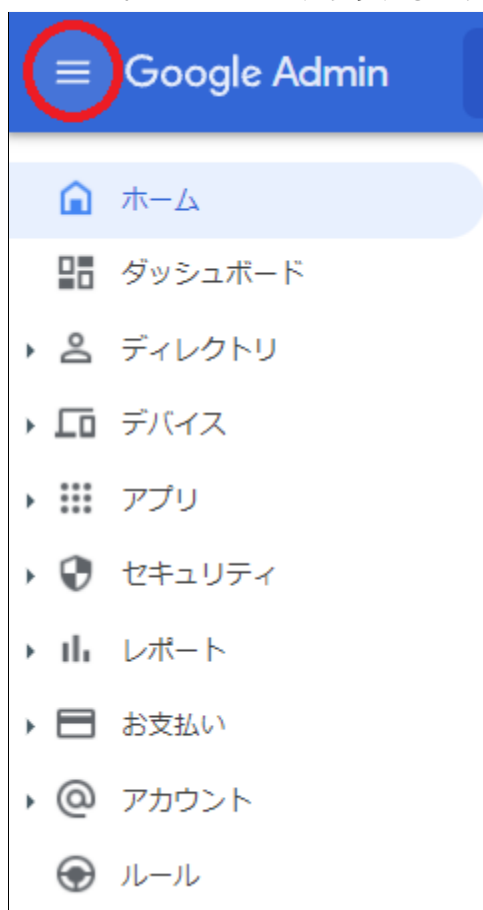 Google Admin
ホーム
ダッシュボード
ディレクトリ
デバイス
アプリ
セキュリティ
レポート
お支払い
アカウント
ルール